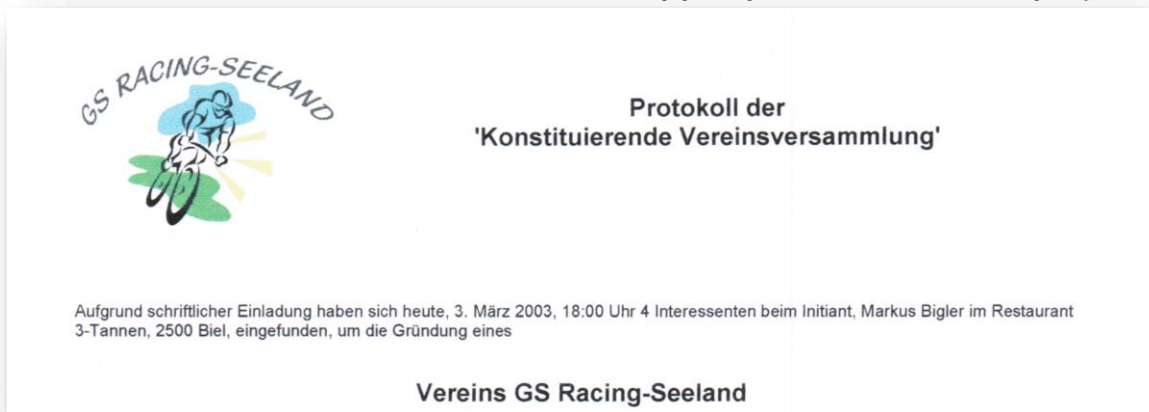 GS RACING-SEELAND
Protokoll der
'Konstituierende Vereinsversammlung'
Aufgrund schriftlicher Einladung haben sich heute, 3. März 2003, 18:00 Uhr 4 Interessenten beim Initiant, Markus Bigler im Restaurant
3-Tannen, 2500 Biel, eingefunden, um die Gründung eines
Vereins GS Racing-Seeland